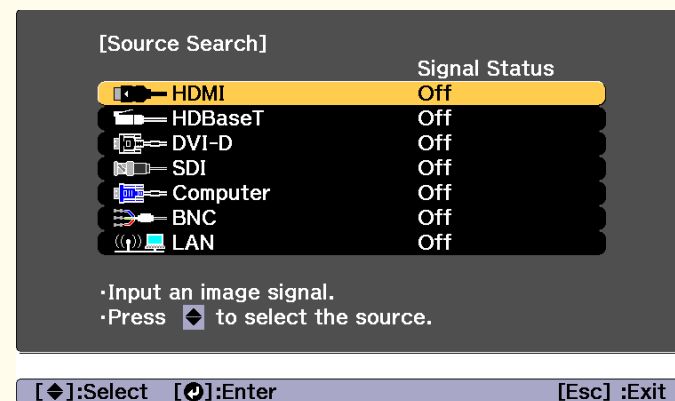 [Source Search]
Signal Status
HDMI Off
HDBaseT Off
DVI-D Off
SDI Off
Computer Off
BNC Off
LAN Off
·Input an image signal.
·Press to select the source.
[◆]:Select [↵]:Enter [Esc] :Exit